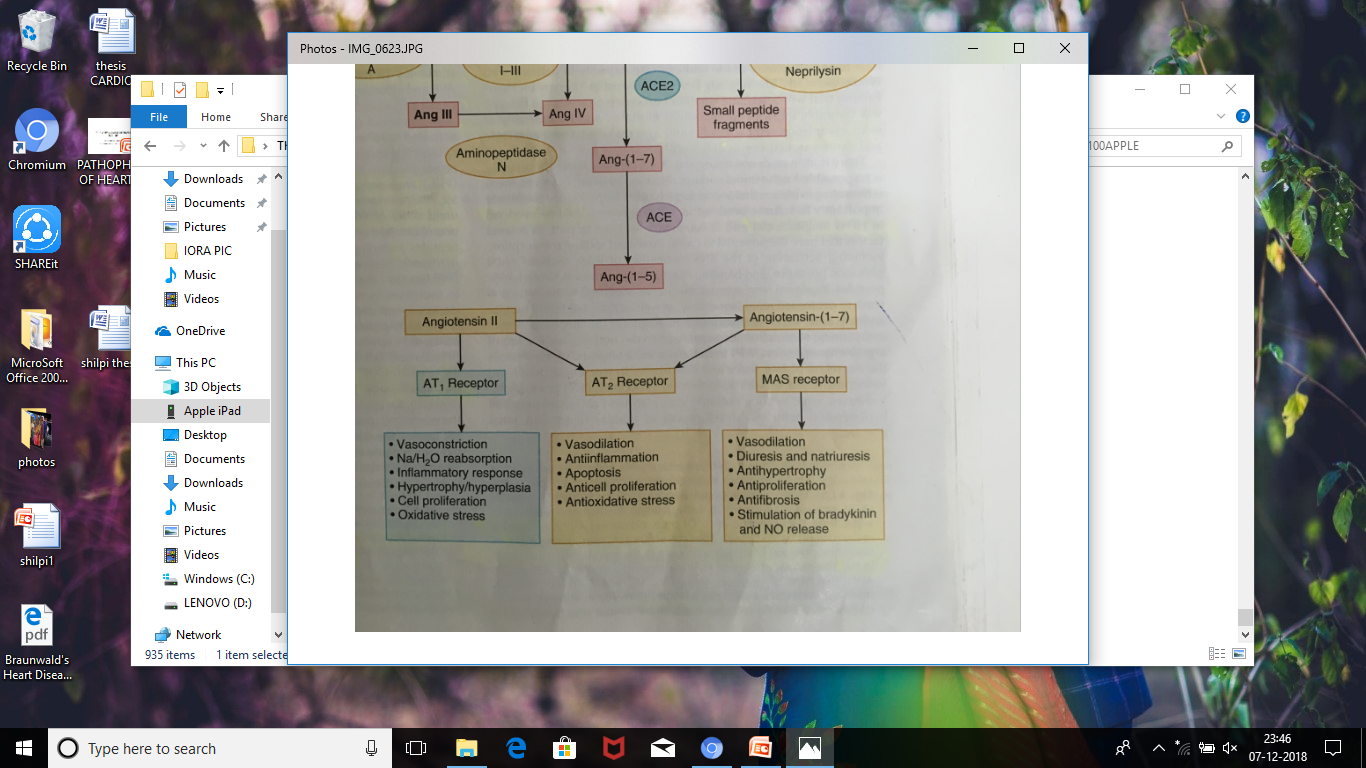 Recycle Bin
thesis
CARDIO
Chromium
PATHOPH
OF HEART
SHAREit
MicroSoft
Office 200...
shilpi thes
photos
shilpi1
Braunwald's
Heart Disea...
File
Home
Share
TH
100APPLE
Downloads
Documents
Pictures
IORA PIC
Music
Videos
OneDrive
This PC
3D Objects
Apple iPad
Desktop
Documents
Downloads
Music
Pictures
Videos
Windows (C:)
LENOVO (D:)
Network
935 items
1 item selecte
Photos - IMG_0623.JPG
A
I–III
ACE2
Neprilysin
Ang III
Ang IV
Small peptide
fragments
Aminopeptidase
N
Ang-(1–7)
ACE
Ang-(1–5)
Angiotensin II
Angiotensin-(1–7)
AT1 Receptor
AT2 Receptor
MAS receptor
• Vasoconstriction
• Na/H2O reabsorption
• Inflammatory response
• Hypertrophy/hyperplasia
• Cell proliferation
• Oxidative stress
• Vasodilation
• Antiinflammation
• Apoptosis
• Anticell proliferation
• Antioxidative stress
• Vasodilation
• Diuresis and natriuresis
• Antihypertrophy
• Antiproliferation
• Antifibrosis
• Stimulation of bradykinin
and NO release
Type here to search
23:46
07-12-2018